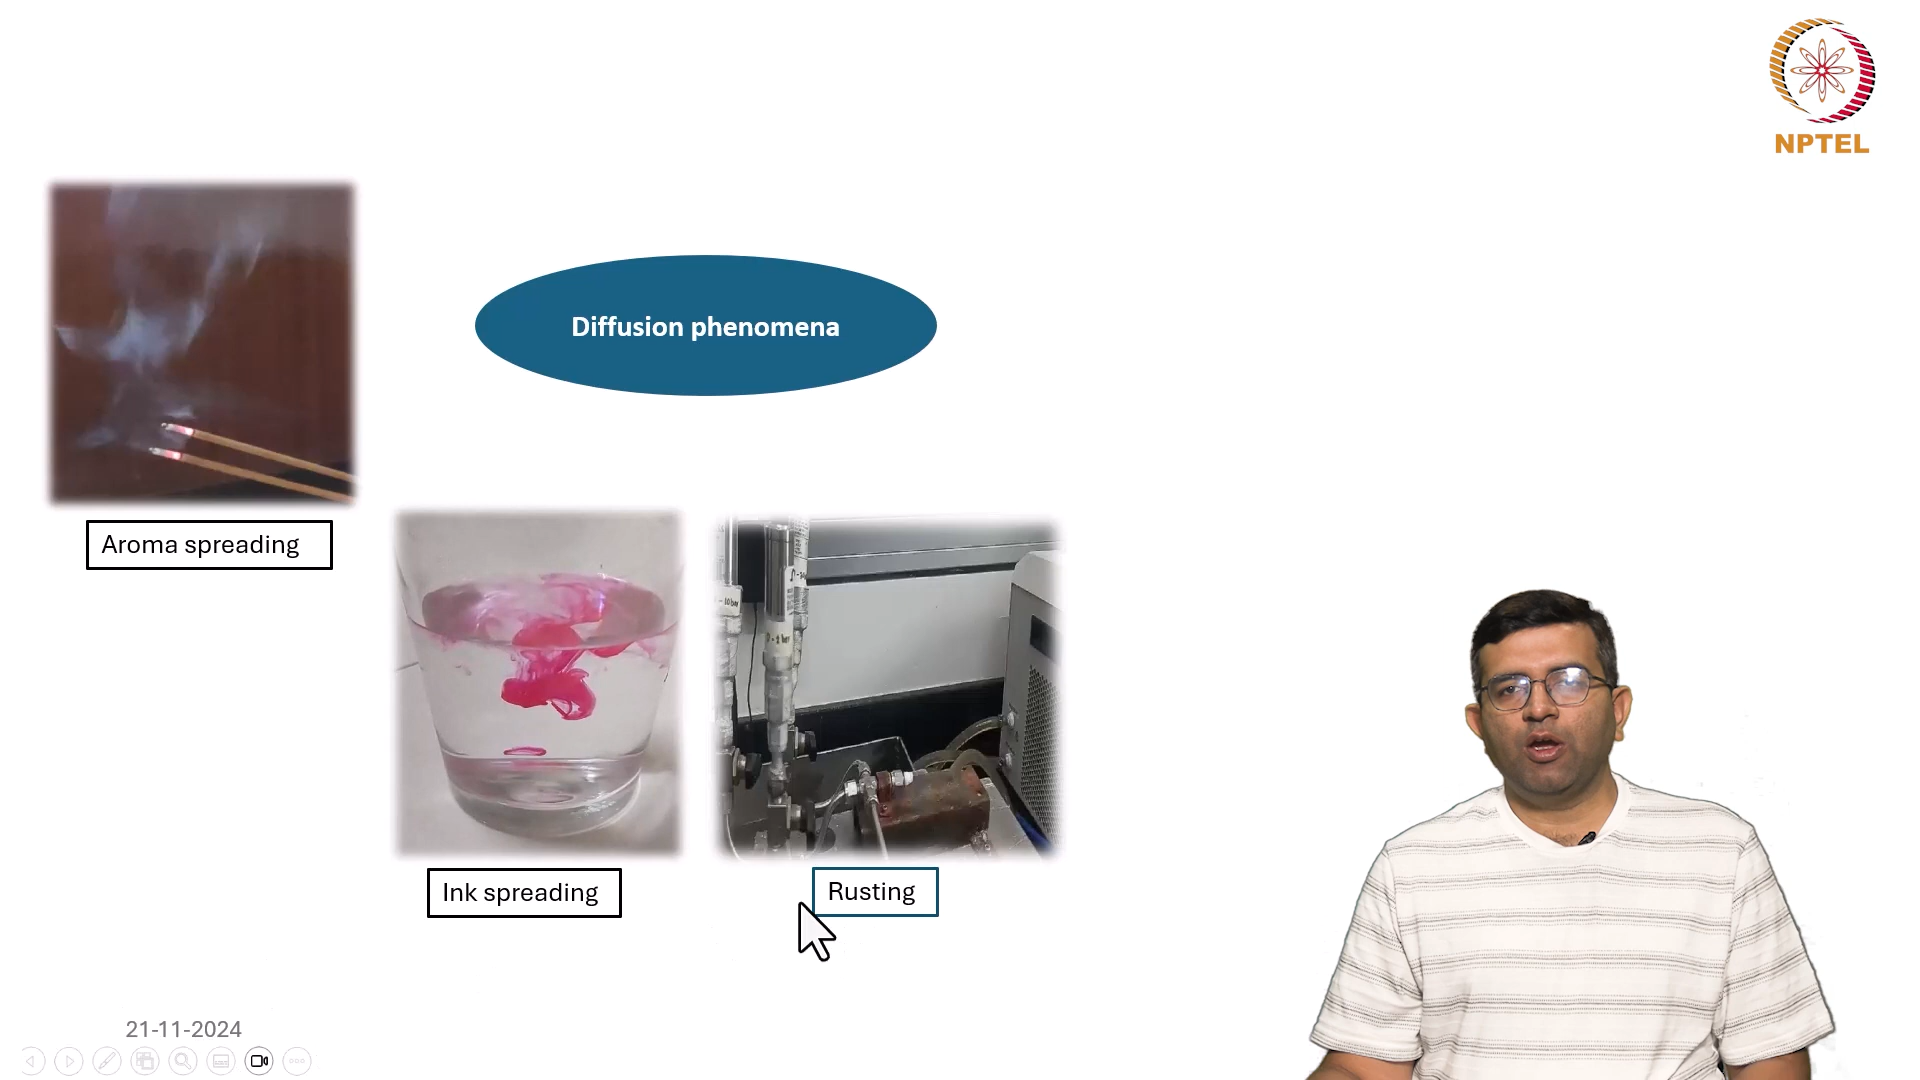 NPTEL
Diffusion phenomena
Aroma spreading
Ink spreading
Rusting
21-11-2024